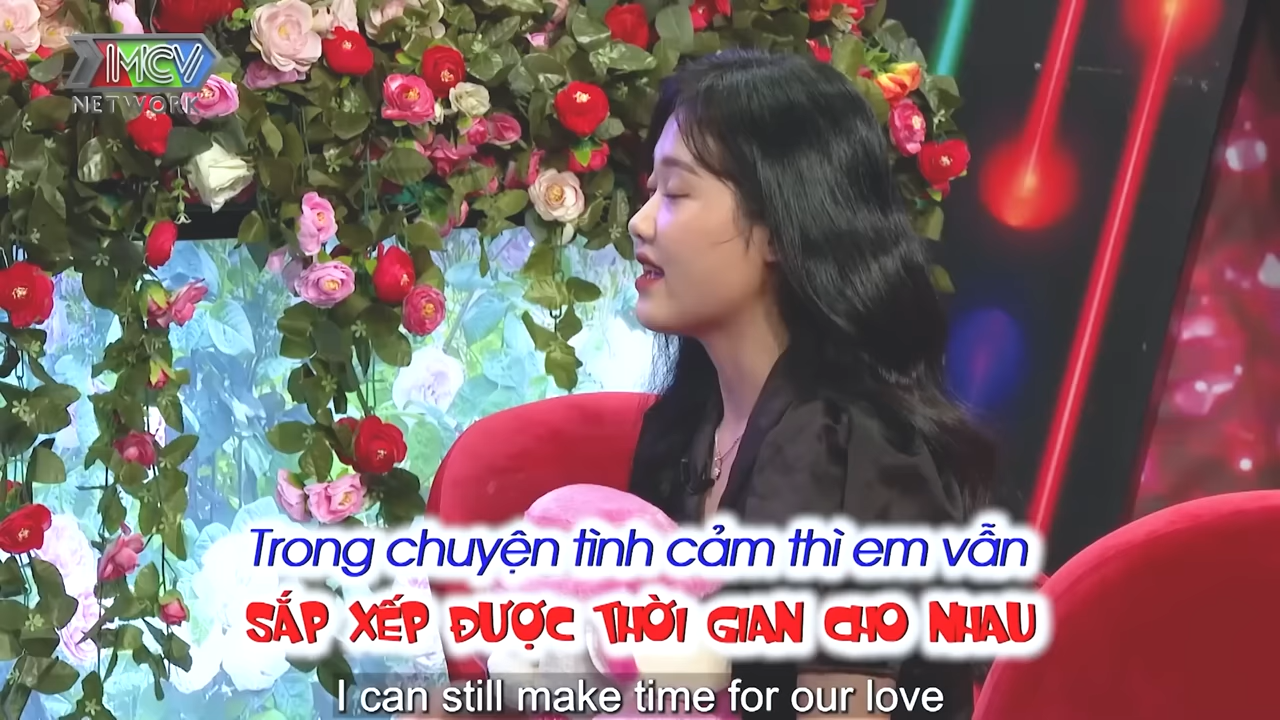 MCV
NETWORK
Trong chuyện tình cảm thì em vẫn
SẮP XẾP ĐƯỢC THỜI GIAN CHO NHAU
I can still make time for our love